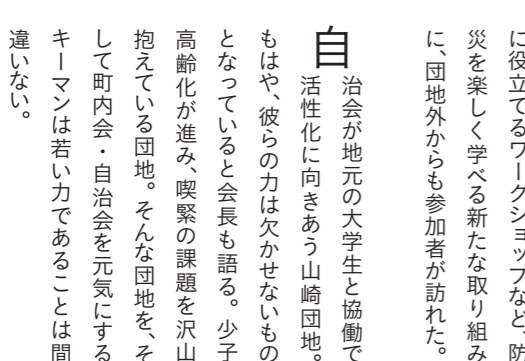 に役立てるワークショップなど、防
災を楽しく学べる新たな取り組み
に、団地外からも参加者が訪れた。
自治会が地元の大学生と協働で
活性化に向きあう山崎団地。
もはや、彼らの力は欠かせないもの
となっていると会長も語る。少子
高齢化が進み、喫緊の課題を沢山
抱えている団地。そんな団地を、そ
して町内会・自治会を元気にする
キーマンは若い力であることは間
違いない。